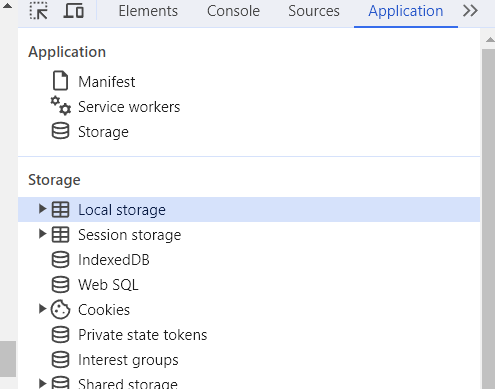 Elements Console Sources Application
Application
Manifest
Service workers
Storage
Storage
Local storage
Session storage
IndexedDB
Web SQL
Cookies
Private state tokens
Interest groups
Shared storage